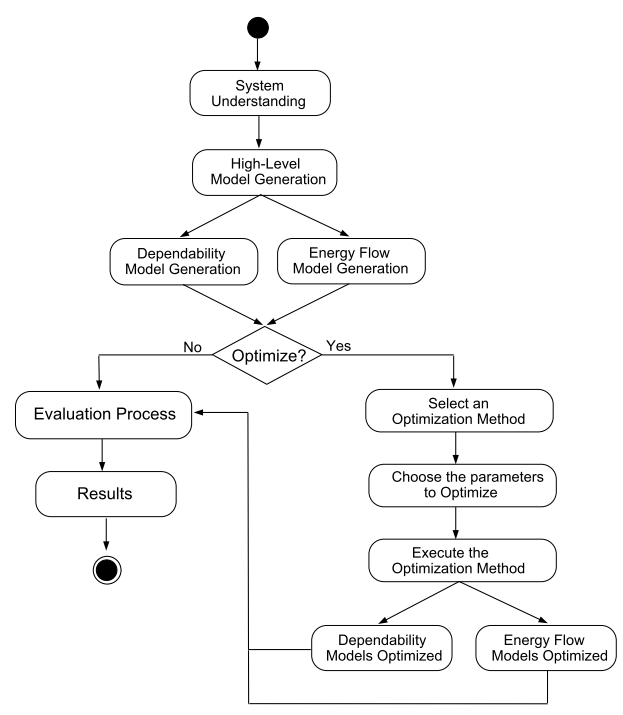 System
Understanding
High-Level
Model Generation
Dependability
Model Generation
Energy Flow
Model Generation
Optimize?
No
Yes
Evaluation Process
Results
Select an
Optimization Method
Choose the parameters
to Optimize
Execute the
Optimization Method
Dependability
Models Optimized
Energy Flow
Models Optimized